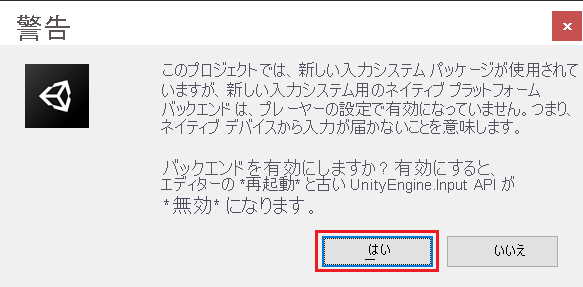 警告
このプロジェクトでは、新しい入力システム パッケージが使用されて
いますが、新しい入力システム用のネイティブ プラットフォーム
バックエンドは、プレーヤーの設定で有効になっていません。つまり、
ネイティブ デバイスから入力が届かないことを意味します。
バックエンドを有効にしますか? 有効にすると、
エディターの *再起動* と古い UnityEngine.Input API が
*無効* になります。
はい
いいえ